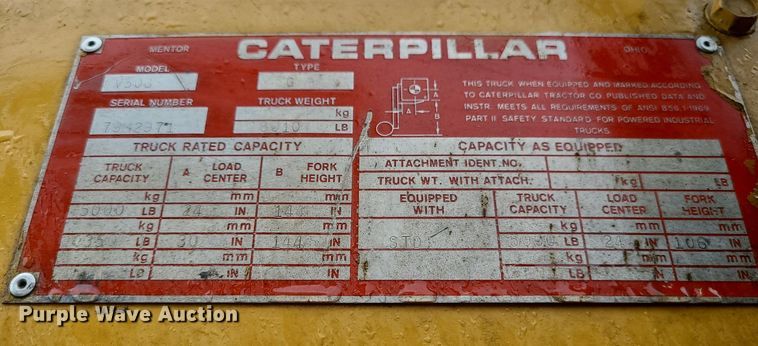 MENTOR CATERPILLAR OHIO
MODEL TYPE
G
SERIAL NUMBER TRUCK WEIGHT
kg
LB
A
A B
THIS TRUCK WHEN EQUIPPED AND MARKED ACCORDING
TO CATERPILLAR TRACTOR CO. PUBLISHED DATA AND
INSTR. MEETS ALL REQUIREMENTS OF ANSI B56.1-1969
PART II SAFETY STANDARD FOR POWERED INDUSTRIAL
TRUCKS.
TRUCK RATED CAPACITY
TRUCK CAPACITY A LOAD CENTER B FORK HEIGHT
kg mm mm
5000 LB 24 IN 144 IN
kg mm mm
LB 30 IN 144 IN
kg mm mm
LB IN IN
CAPACITY AS EQUIPPED
ATTACHMENT IDENT. NO.
TRUCK WT. WITH ATTACH. kg LB
EQUIPPED WITH TRUCK CAPACITY LOAD CENTER FORK HEIGHT
kg mm mm
STD. LB 24 IN 106 IN
kg mm mm
LB IN IN
Purple Wave Auction